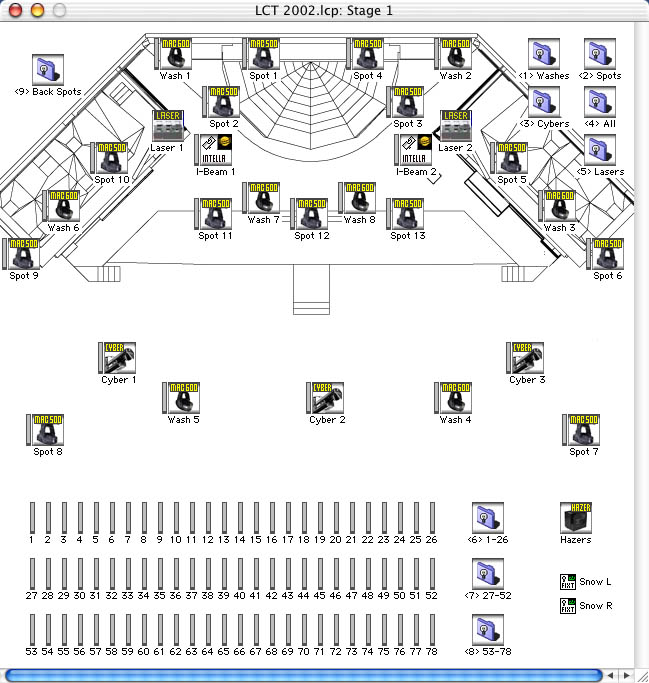 LCT 2002.lcp: Stage 1
MAC600
Wash 1
MAC500
Spot 1
MAC500
Spot 4
MAC600
Wash 2
<1> Washes
<2> Spots
<9> Back Spots
MAC500
Spot 2
MAC500
Spot 3
<3> Cybers
<4> All
LASER
Laser 1
LASER
Laser 2
INTELLA
I-Beam 1
INTELLA
I-Beam 2
<5> Lasers
MAC500
Spot 10
MAC500
Spot 5
MAC600
Wash 6
MAC600
Wash 7
MAC600
Wash 8
MAC600
Wash 3
MAC500
Spot 11
MAC500
Spot 12
MAC500
Spot 13
MAC500
Spot 9
MAC500
Spot 6
CYBER
Cyber 1
CYBER
Cyber 3
MAC600
Wash 5
CYBER
Cyber 2
MAC600
Wash 4
MAC500
Spot 8
MAC500
Spot 7
1 2 3 4 5 6 7 8 9 10 11 12 13 14 15 16 17 18 19 20 21 22 23 24 25 26
<6> 1-26
HAZER
Hazers
27 28 29 30 31 32 33 34 35 36 37 38 39 40 41 42 43 44 45 46 47 48 49 50 51 52
<7> 27-52
FIXT
Snow L
FIXT
Snow R
53 54 55 56 57 58 59 60 61 62 63 64 65 66 67 68 69 70 71 72 73 74 75 76 77 78
<8> 53-78